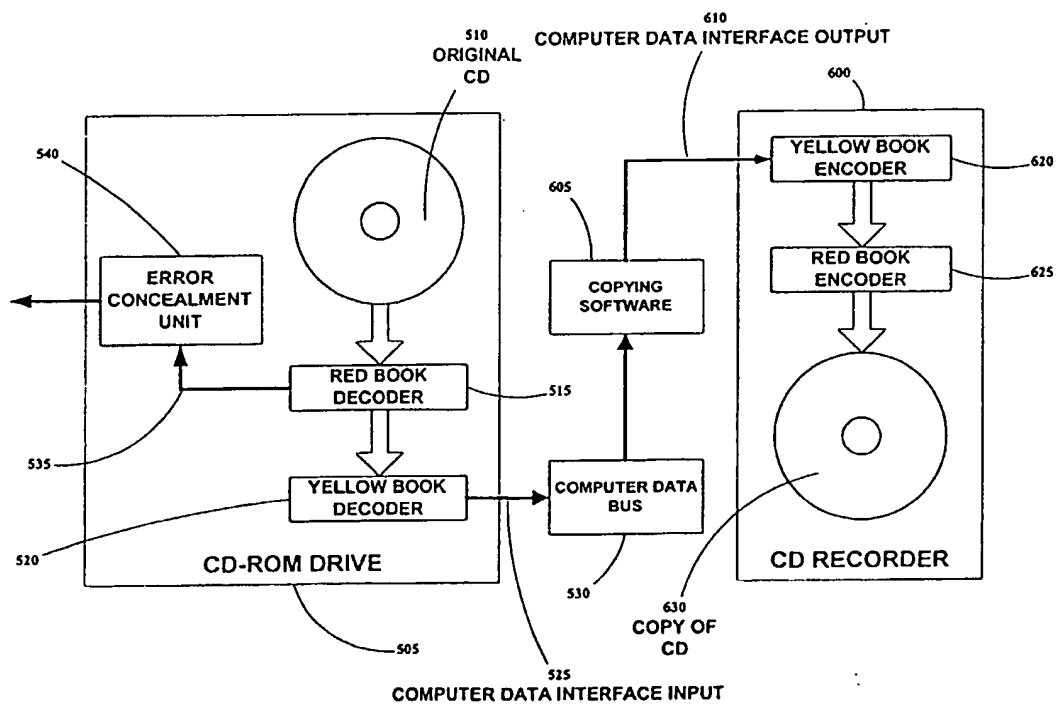 610
COMPUTER DATA INTERFACE OUTPUT
510
ORIGINAL
CD
600
540
YELLOW BOOK
ENCODER
620
605
ERROR
CONCEALMENT
UNIT
COPYING
SOFTWARE
RED BOOK
ENCODER
625
RED BOOK
DECODER
515
535
YELLOW BOOK
DECODER
COMPUTER DATA
BUS
520
CD-ROM DRIVE
CD RECORDER
530
630
COPY OF
CD
505
525
COMPUTER DATA INTERFACE INPUT